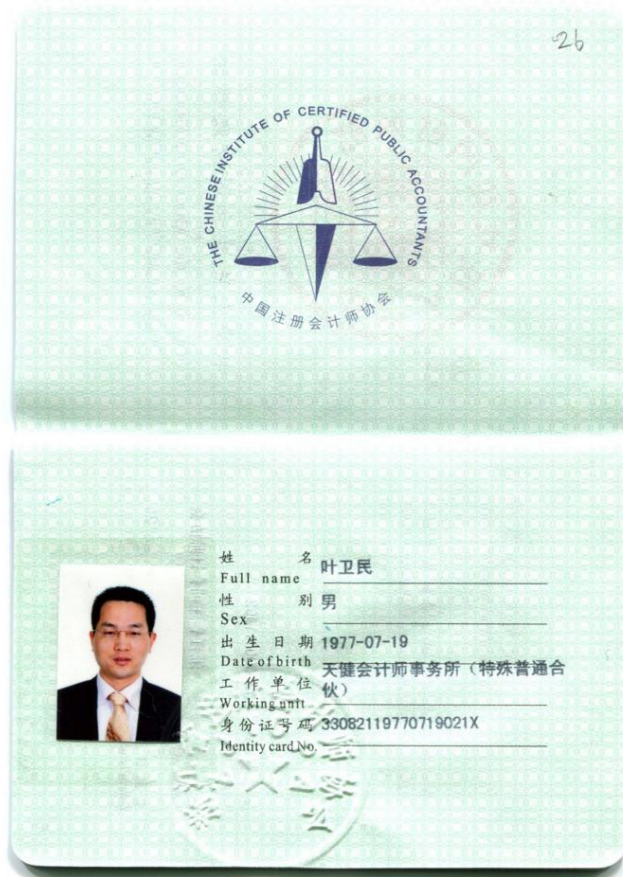 26
THE CHINESE INSTITUTE OF CERTIFIED PUBLIC ACCOUNTANTS
中国注册会计师协会
姓 名 叶卫民
Full name
性 别 男
Sex
出生日期 1977-07-19
Date of birth
工作单位 天健会计师事务所（特殊普通合
伙）
Working unit
身份证号码 33082119770719021X
Identity card No.